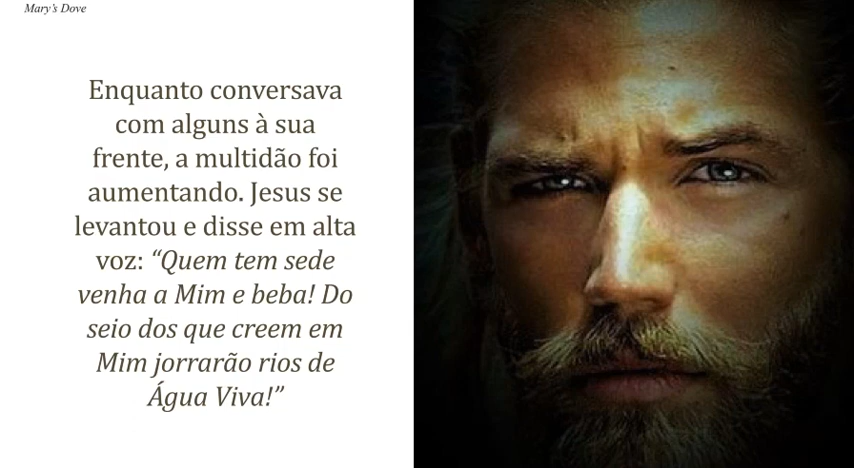 Mary's Dove
Enquanto conversava
com alguns à sua
frente, a multidão foi
aumentando. Jesus se
levantou e disse em alta
voz: “Quem tem sede
venha a Mim e beba! Do
seio dos que creem em
Mim jorrarão rios de
Água Viva!”